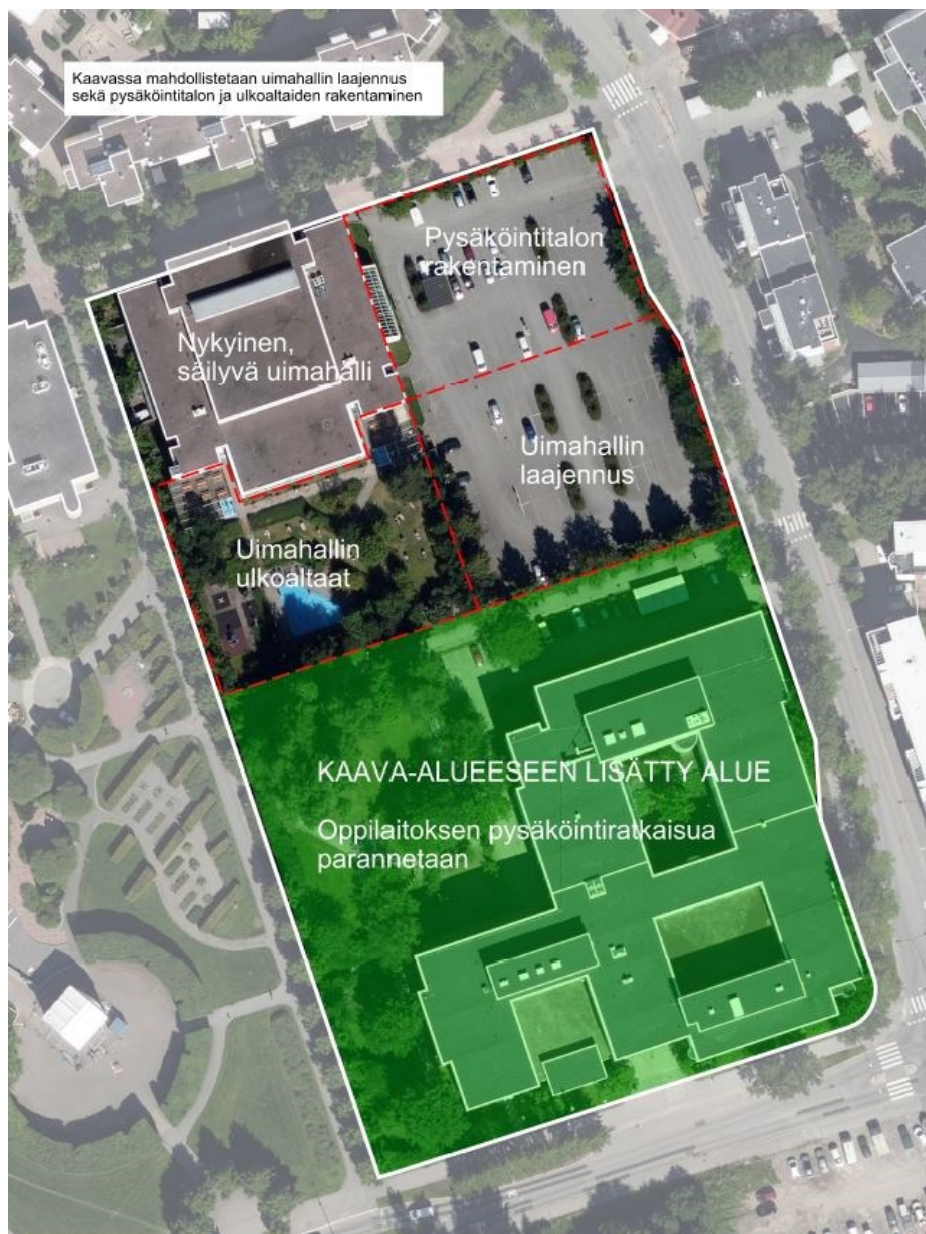 Kaavassa mahdollistetaan uimahallin laajennus
sekä pysäköintitalon ja ulkoaltaiden rakentaminen
Pysäköintitalon
rakentaminen
Nykyinen,
säilyvä uimahalli
Uimahallin
laajennus
Uimahallin
ulkoaltaat
KAAVA-ALUEESEEN LISÄTTY ALUE
Oppilaitoksen pysäköintiratkaisua
parannetaan